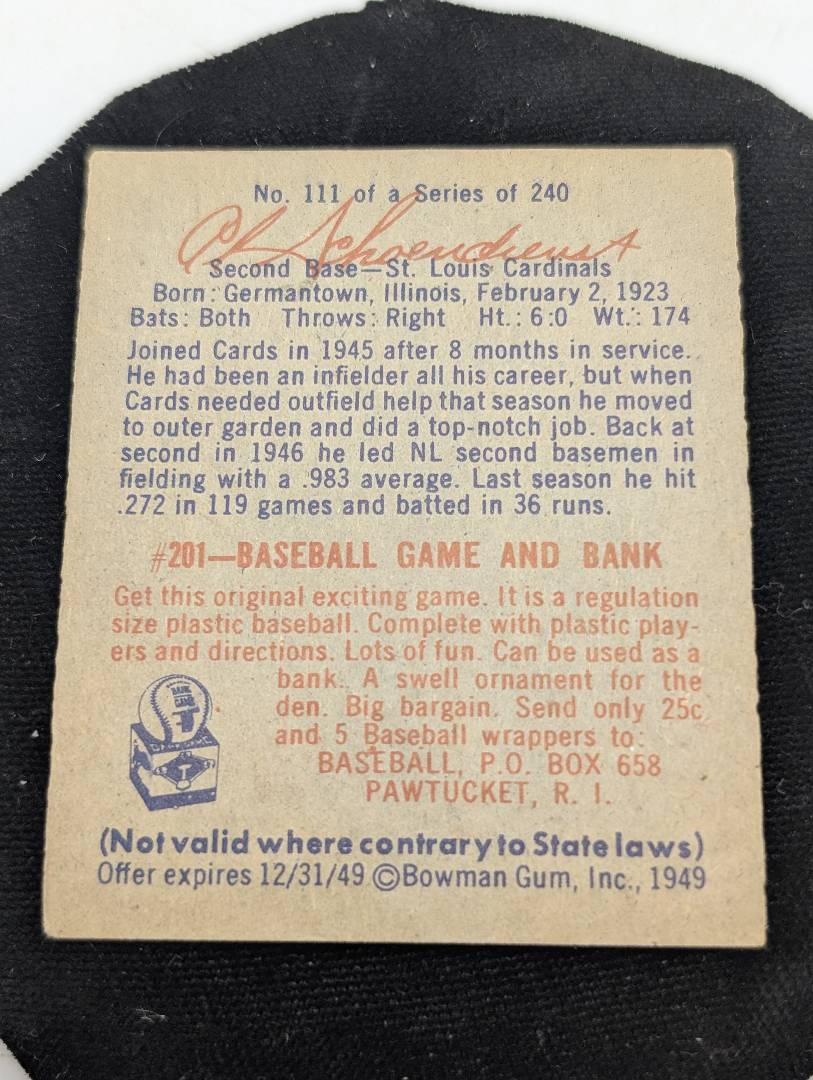 No. 111 of a Series of 240
Schoendienst
Second Base—St. Louis Cardinals
Born: Germantown, Illinois, February 2, 1923
Bats: Both Throws: Right Ht.: 6:0 Wt.: 174
Joined Cards in 1945 after 8 months in service.
He had been an infielder all his career, but when
Cards needed outfield help that season he moved
to outer garden and did a top-notch job. Back at
second in 1946 he led NL second basemen in
fielding with a .983 average. Last season he hit
.272 in 119 games and batted in 36 runs.
#201—BASEBALL GAME AND BANK
Get this original exciting game. It is a regulation
size plastic baseball. Complete with plastic play-
ers and directions. Lots of fun. Can be used as a
bank. A swell ornament for the
den. Big bargain. Send only 25c
and 5 Baseball wrappers to:
BASEBALL, P.O. BOX 658
PAWTUCKET, R. I.
BANK
GAME
(Not valid where contrary to State laws)
Offer expires 12/31/49 ©Bowman Gum, Inc., 1949